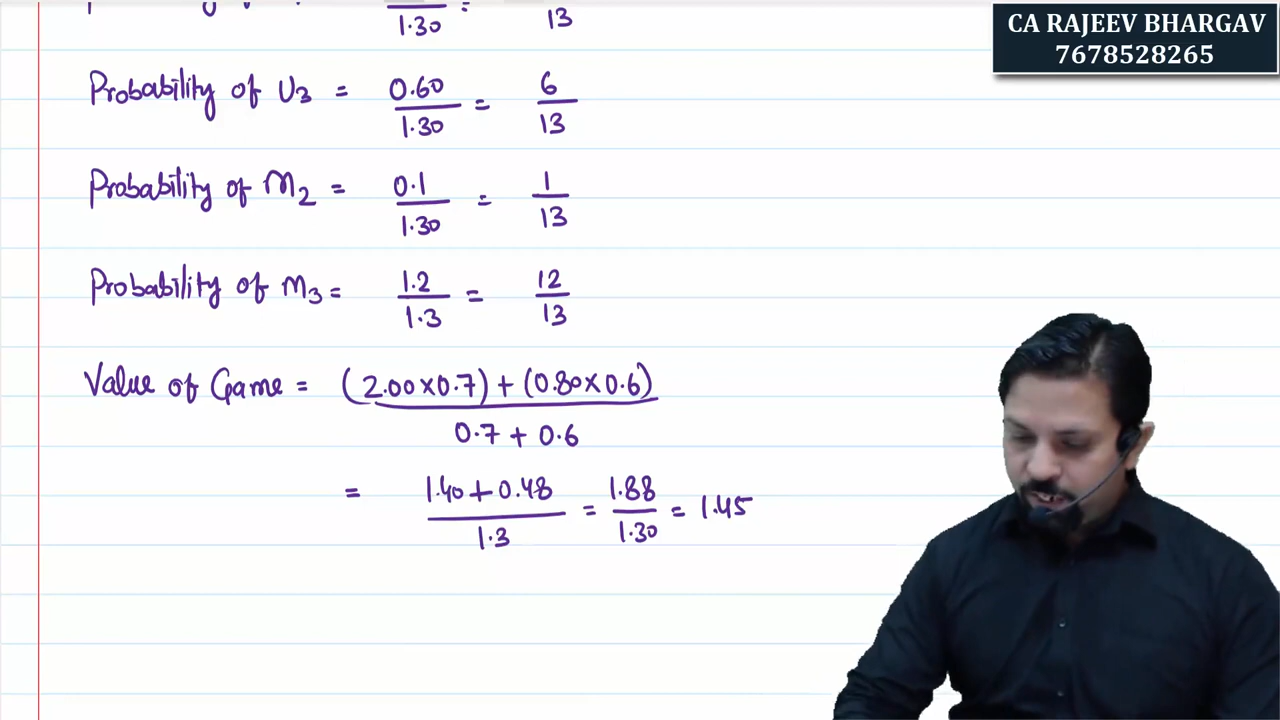 CA RAJEEV BHARGAV
7678528265
1.30 = 13
Probability of U3 = 0.60 / 1.30 = 6 / 13
Probability of M2 = 0.1 / 1.30 = 1 / 13
Probability of M3 = 1.2 / 1.3 = 12 / 13
Value of Game = (2.00×0.7) + (0.80×0.6) / 0.7 + 0.6
= 1.40 + 0.48 / 1.3 = 1.88 / 1.30 = 1.45